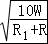 √(10W / (R₁+R